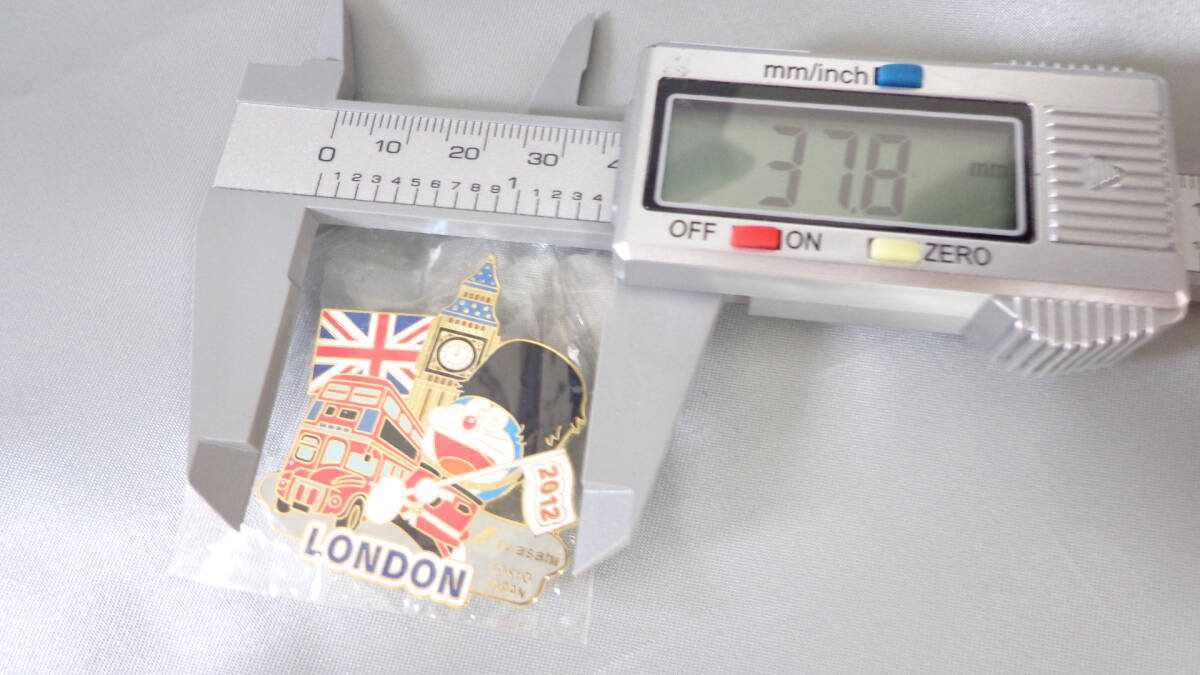 mm/inch
37.8 mm
OFF ON ZERO
0 10 20 30
1 2 3 4 5 6 7 8 9 1 1 2 3 4
2012
LONDON
asahi
TOKYO
JAPAN